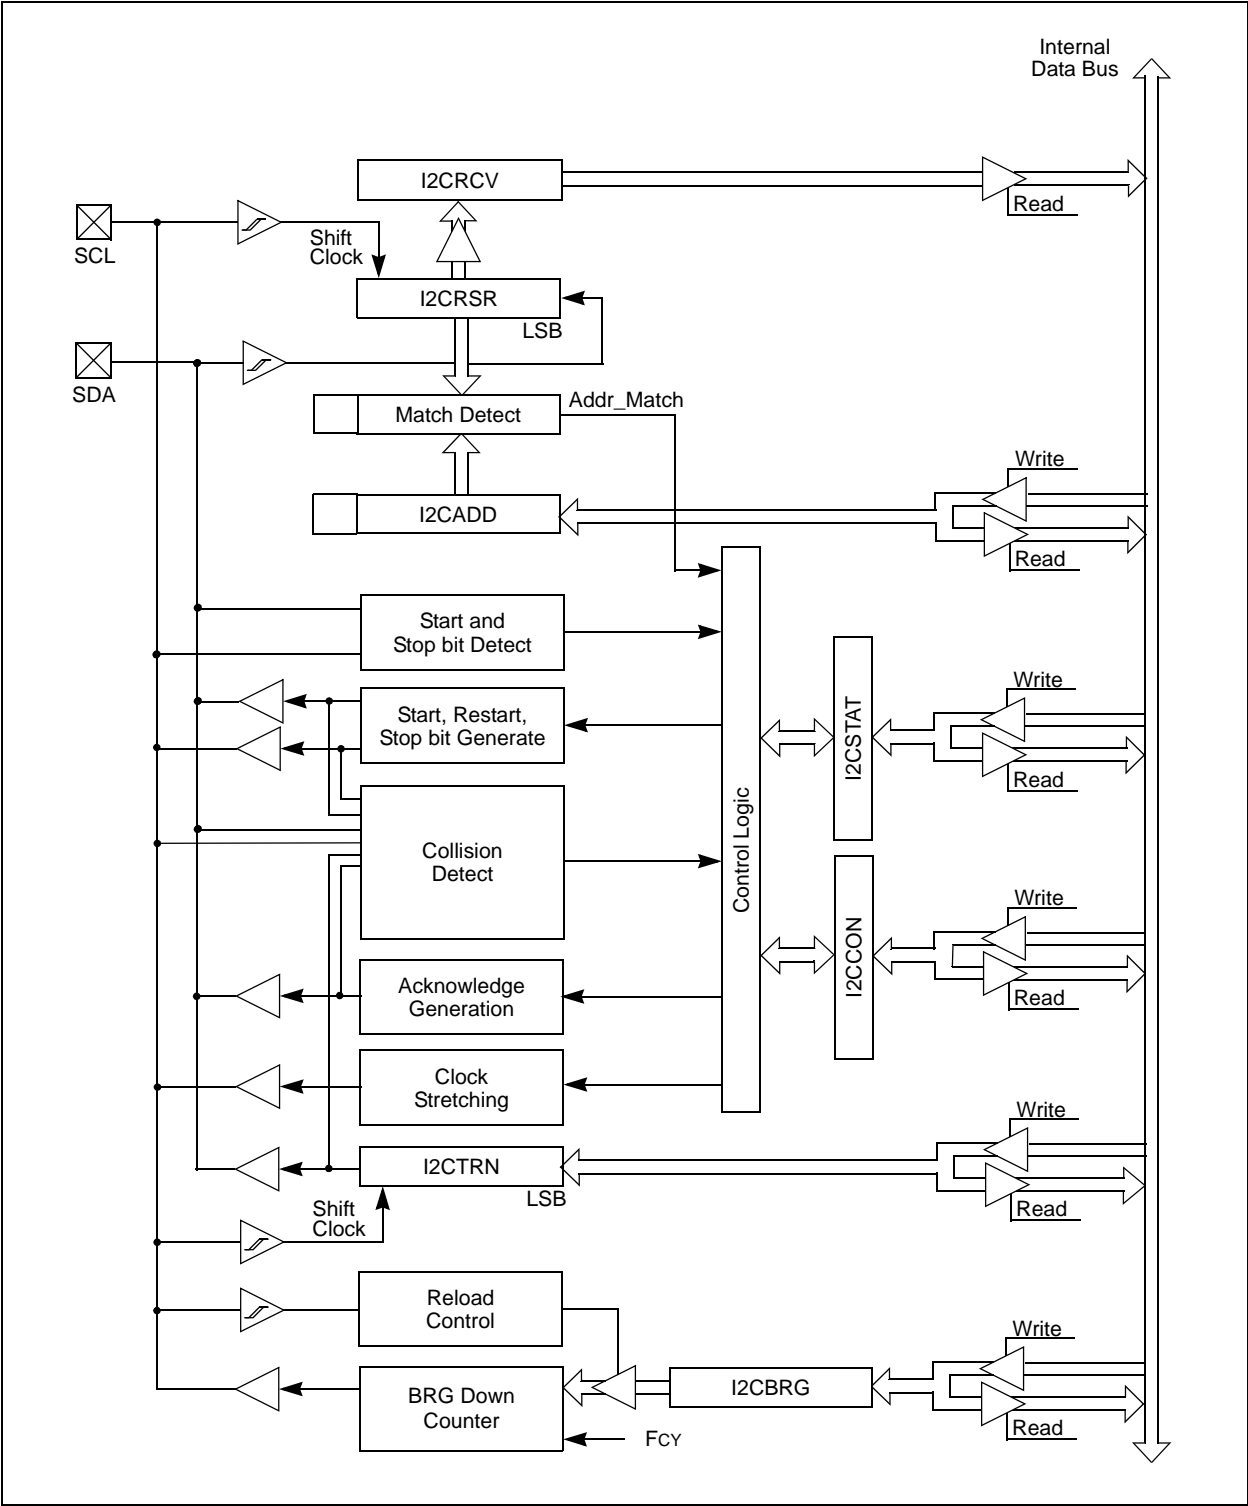 Internal
Data Bus
I2CRCV
Read
SCL
Shift
Clock
I2CRSR
LSB
SDA
Addr_Match
Match Detect
Write
I2CADD
Read
Start and
Stop bit Detect
Write
Start, Restart,
Stop bit Generate
I2CSTAT
Read
Control Logic
Collision
Detect
Write
I2CCON
Acknowledge
Generation
Read
Clock
Stretching
Write
I2CTRN
LSB
Read
Shift
Clock
Reload
Control
Write
BRG Down
Counter
I2CBRG
Read
FCY